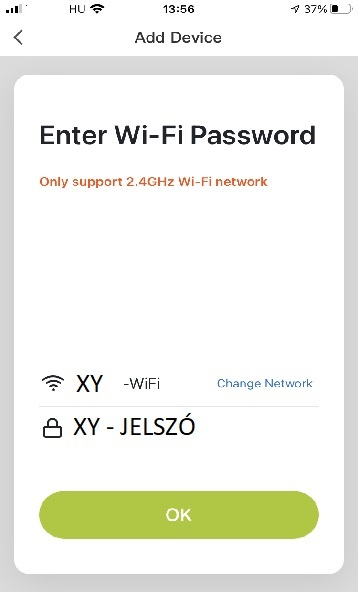 HU 13:56 37%
Add Device
Enter Wi-Fi Password
Only support 2.4GHz Wi-Fi network
XY -WiFi Change Network
XY - JELSZÓ
OK